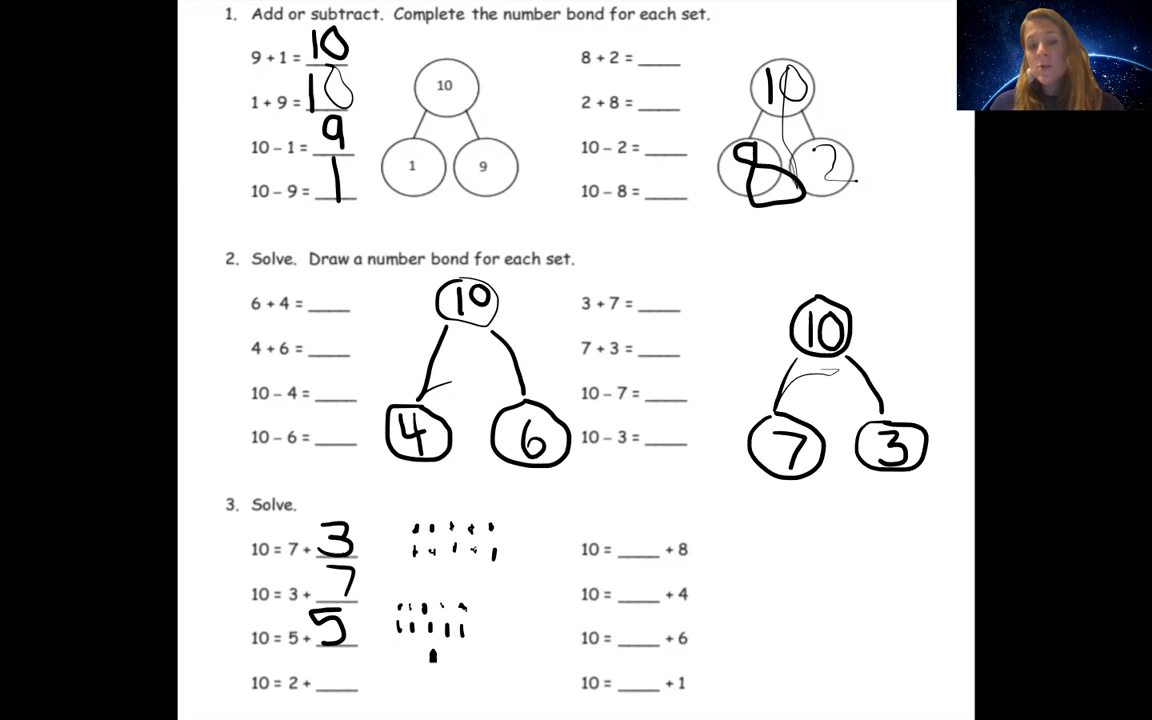 1. Add or subtract. Complete the number bond for each set.
9 + 1 = 10
1 + 9 = 10
10 - 1 = 9
10 - 9 = 1
10
1 9
8 + 2 = ____
2 + 8 = ____
10 - 2 = ____
10 - 8 = ____
10
8 2
2. Solve. Draw a number bond for each set.
6 + 4 = ____
4 + 6 = ____
10 - 4 = ____
10 - 6 = ____
10
4 6
3 + 7 = ____
7 + 3 = ____
10 - 7 = ____
10 - 3 = ____
10
7 3
3. Solve.
10 = 7 + 3
10 = 3 + 7
10 = 5 + 5
10 = 2 + ____
10 = ____ + 8
10 = ____ + 4
10 = ____ + 6
10 = ____ + 1